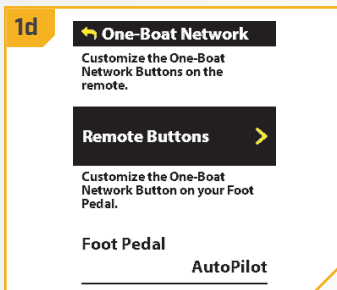 1d
One-Boat Network
Customize the One-Boat
Network Buttons on the
remote.
Remote Buttons
Customize the One-Boat
Network Button on your Foot
Pedal.
Foot Pedal
AutoPilot